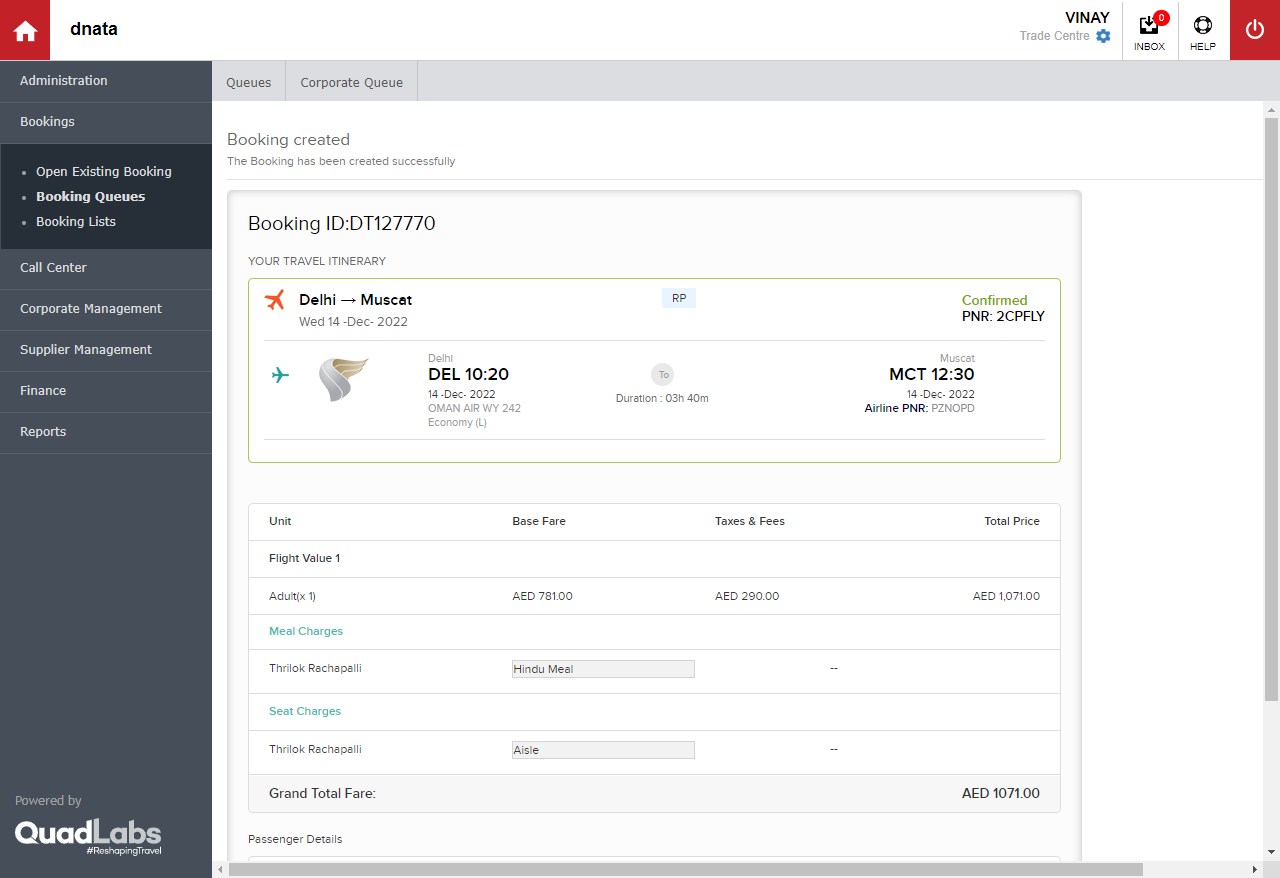 dnata
VINAY
Trade Centre
0
INBOX
HELP
Administration
Bookings
Open Existing Booking
Booking Queues
Booking Lists
Call Center
Corporate Management
Supplier Management
Finance
Reports
Powered by
QuadLabs
#ReshapingTravel
Queues
Corporate Queue
Booking created
The Booking has been created successfully
Booking ID:DT127770
YOUR TRAVEL ITINERARY
Delhi → Muscat
Wed 14 -Dec- 2022
RP
Confirmed
PNR: 2CPFLY
Delhi
DEL 10:20
14 -Dec- 2022
OMAN AIR WY 242
Economy (L)
To
Duration : 03h 40m
Muscat
MCT 12:30
14 -Dec- 2022
Airline PNR: PZNOPD
Unit Base Fare Taxes & Fees Total Price
Flight Value 1
Adult(x 1) AED 781.00 AED 290.00 AED 1,071.00
Meal Charges
Thrilok Rachapalli Hindu Meal --
Seat Charges
Thrilok Rachapalli Aisle --
Grand Total Fare: AED 1071.00
Passenger Details